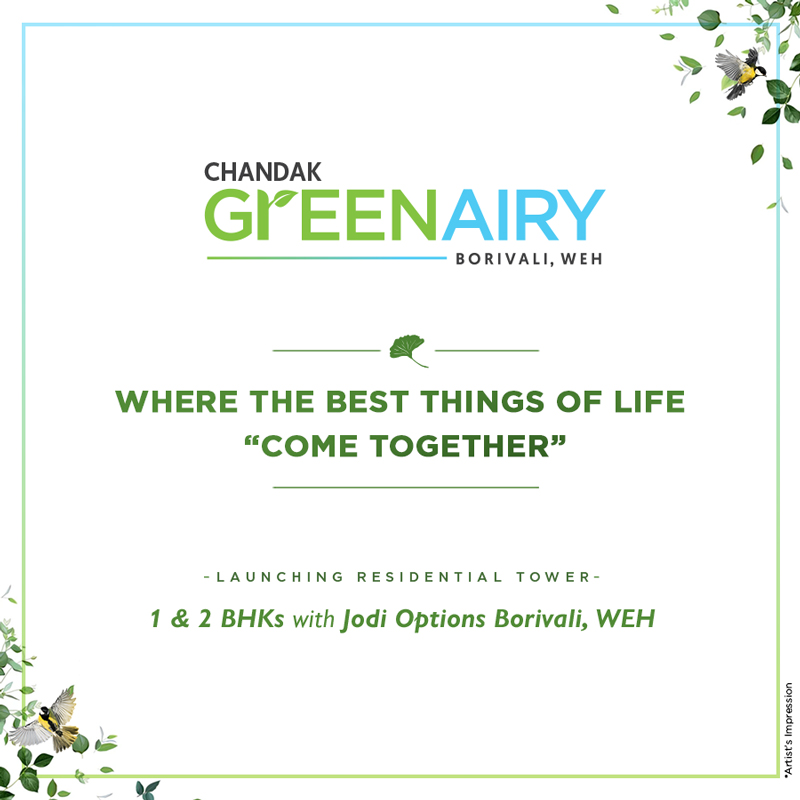 CHANDAK
GrEENAIRY
BORIVALI, WEH
WHERE THE BEST THINGS OF LIFE
“COME TOGETHER”
-LAUNCHING RESIDENTIAL TOWER-
1 & 2 BHKs with Jodi Options Borivali, WEH
*Artist's Impression